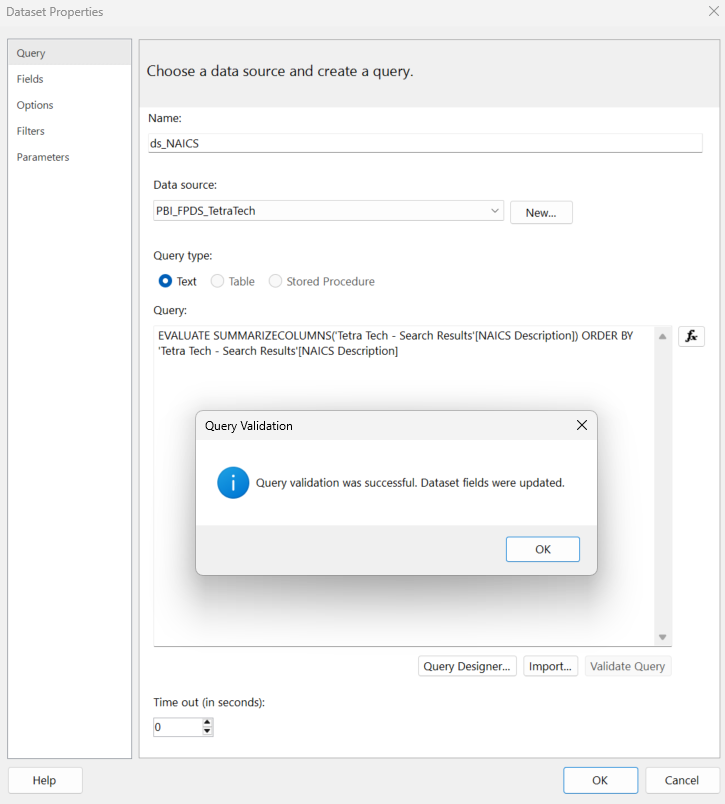 Dataset Properties
Query
Fields
Options
Filters
Parameters
Choose a data source and create a query.
Name:
ds_NAICS
Data source:
PBI_FPDS_TetraTech
New...
Query type:
Text
Table
Stored Procedure
Query:
EVALUATE SUMMARIZECOLUMNS('Tetra Tech - Search Results'[NAICS Description]) ORDER BY
'Tetra Tech - Search Results'[NAICS Description]
fx
Query Validation
i
Query validation was successful. Dataset fields were updated.
OK
Query Designer...
Import...
Validate Query
Time out (in seconds):
0
Help
OK
Cancel